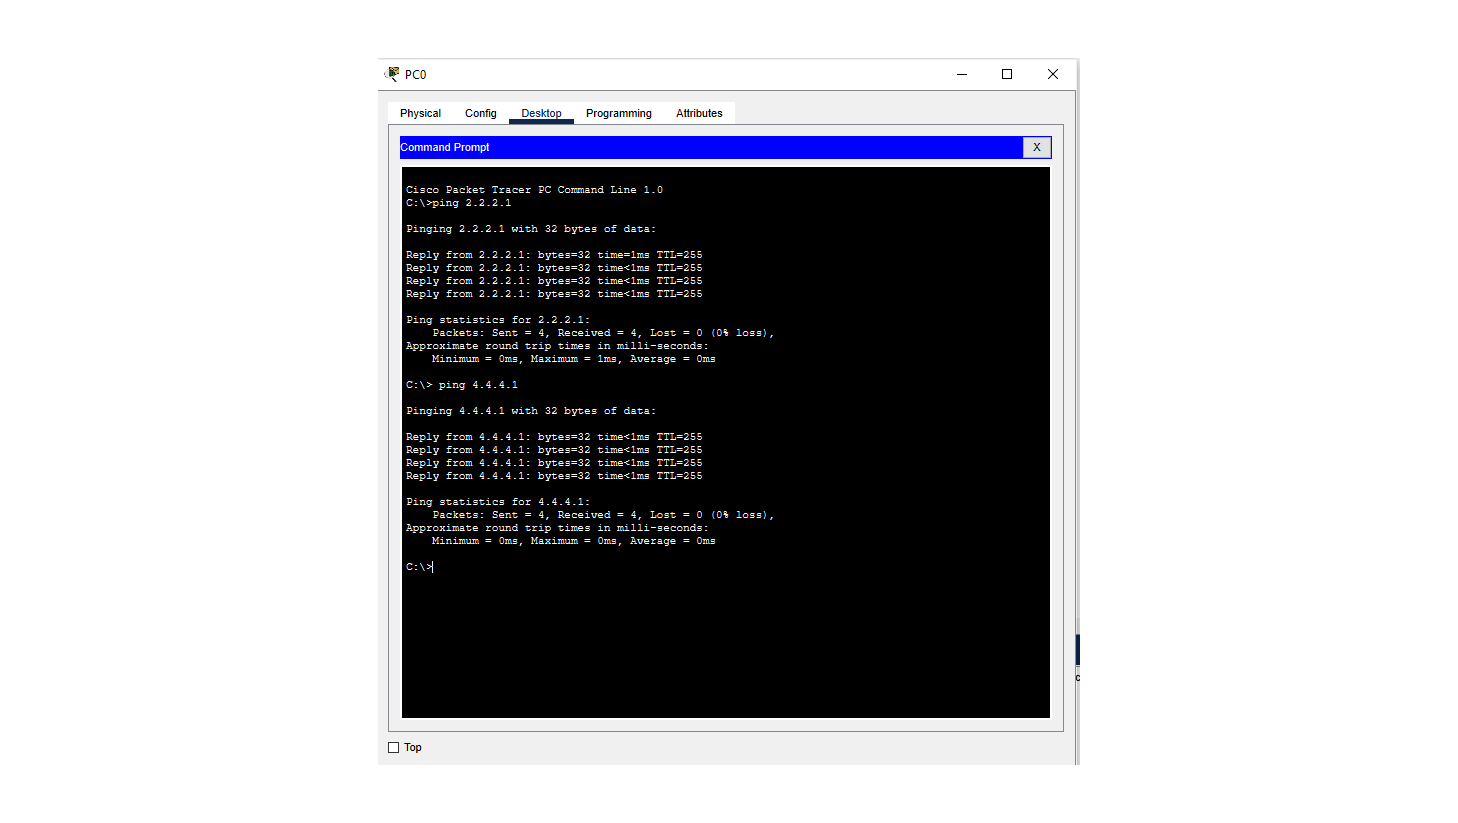 PC0
Physical Config Desktop Programming Attributes
Command Prompt X
Cisco Packet Tracer PC Command Line 1.0
C:\>ping 2.2.2.1
Pinging 2.2.2.1 with 32 bytes of data:
Reply from 2.2.2.1: bytes=32 time=1ms TTL=255
Reply from 2.2.2.1: bytes=32 time<1ms TTL=255
Reply from 2.2.2.1: bytes=32 time<1ms TTL=255
Reply from 2.2.2.1: bytes=32 time<1ms TTL=255
Ping statistics for 2.2.2.1:
Packets: Sent = 4, Received = 4, Lost = 0 (0% loss),
Approximate round trip times in milli-seconds:
Minimum = 0ms, Maximum = 1ms, Average = 0ms
C:\> ping 4.4.4.1
Pinging 4.4.4.1 with 32 bytes of data:
Reply from 4.4.4.1: bytes=32 time<1ms TTL=255
Reply from 4.4.4.1: bytes=32 time<1ms TTL=255
Reply from 4.4.4.1: bytes=32 time<1ms TTL=255
Reply from 4.4.4.1: bytes=32 time<1ms TTL=255
Ping statistics for 4.4.4.1:
Packets: Sent = 4, Received = 4, Lost = 0 (0% loss),
Approximate round trip times in milli-seconds:
Minimum = 0ms, Maximum = 0ms, Average = 0ms
C:\>
Top